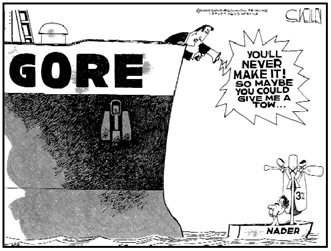 GORE
YOU'LL
NEVER
MAKE IT!
SO MAYBE
YOU COULD
GIVE ME A
TOW...
3%
NADER